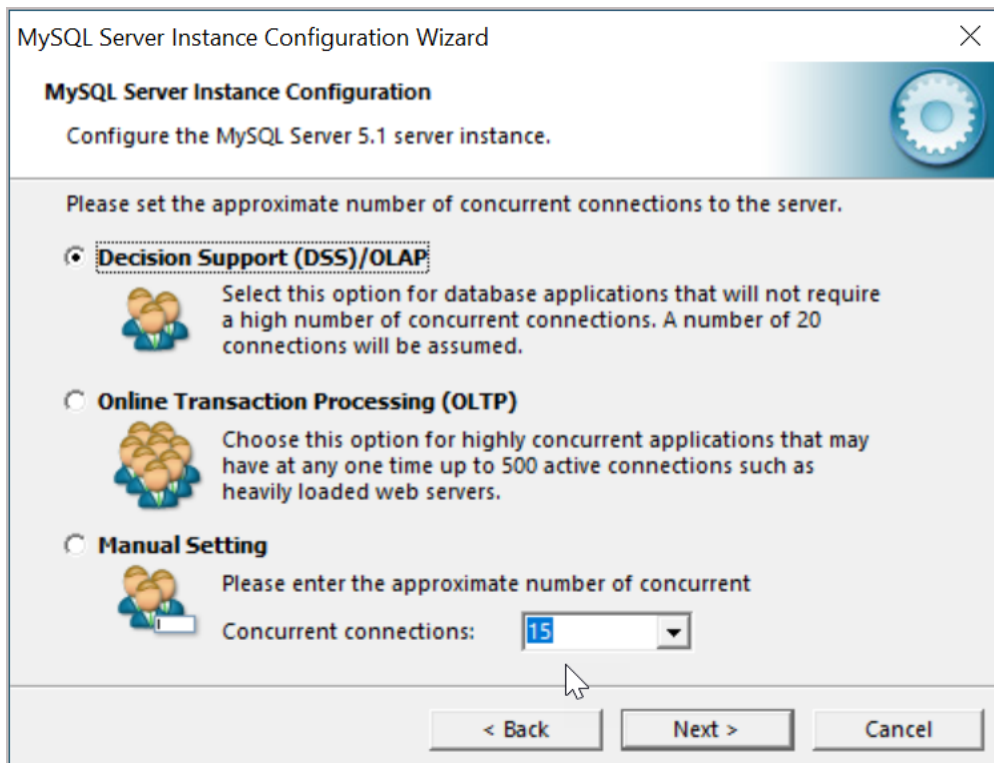 MySQL Server Instance Configuration Wizard
MySQL Server Instance Configuration
Configure the MySQL Server 5.1 server instance.
Please set the approximate number of concurrent connections to the server.
Decision Support (DSS)/OLAP
Select this option for database applications that will not require
a high number of concurrent connections. A number of 20
connections will be assumed.
Online Transaction Processing (OLTP)
Choose this option for highly concurrent applications that may
have at any one time up to 500 active connections such as
heavily loaded web servers.
Manual Setting
Please enter the approximate number of concurrent
Concurrent connections: 15
< Back Next > Cancel